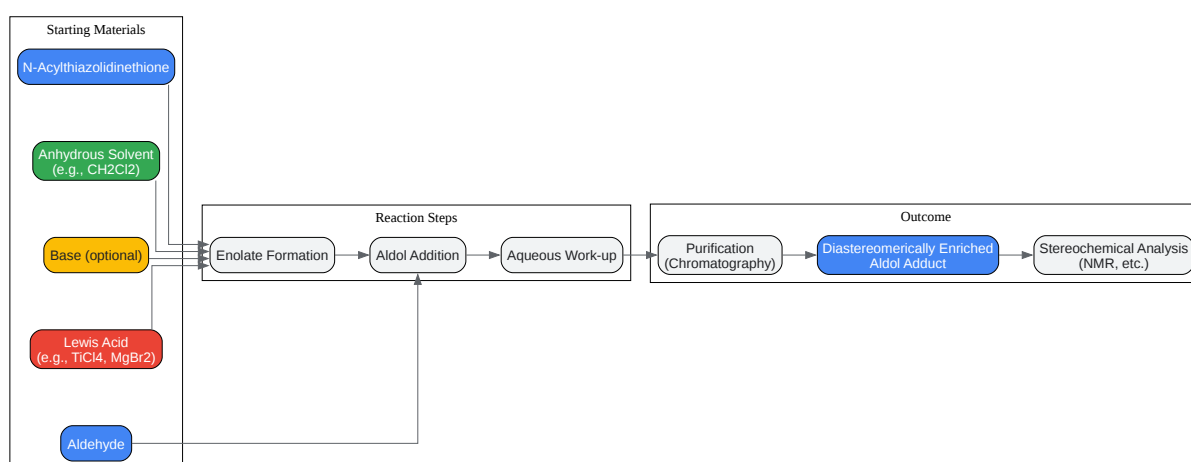 Starting Materials
N-Acylthiazolidinethione
Anhydrous Solvent
(e.g., CH2Cl2)
Base (optional)
Lewis Acid
(e.g., TiCl4, MgBr2)
Aldehyde
Reaction Steps
Enolate Formation
Aldol Addition
Aqueous Work-up
Outcome
Purification
(Chromatography)
Diastereomerically Enriched
Aldol Adduct
Stereochemical Analysis
(NMR, etc.)